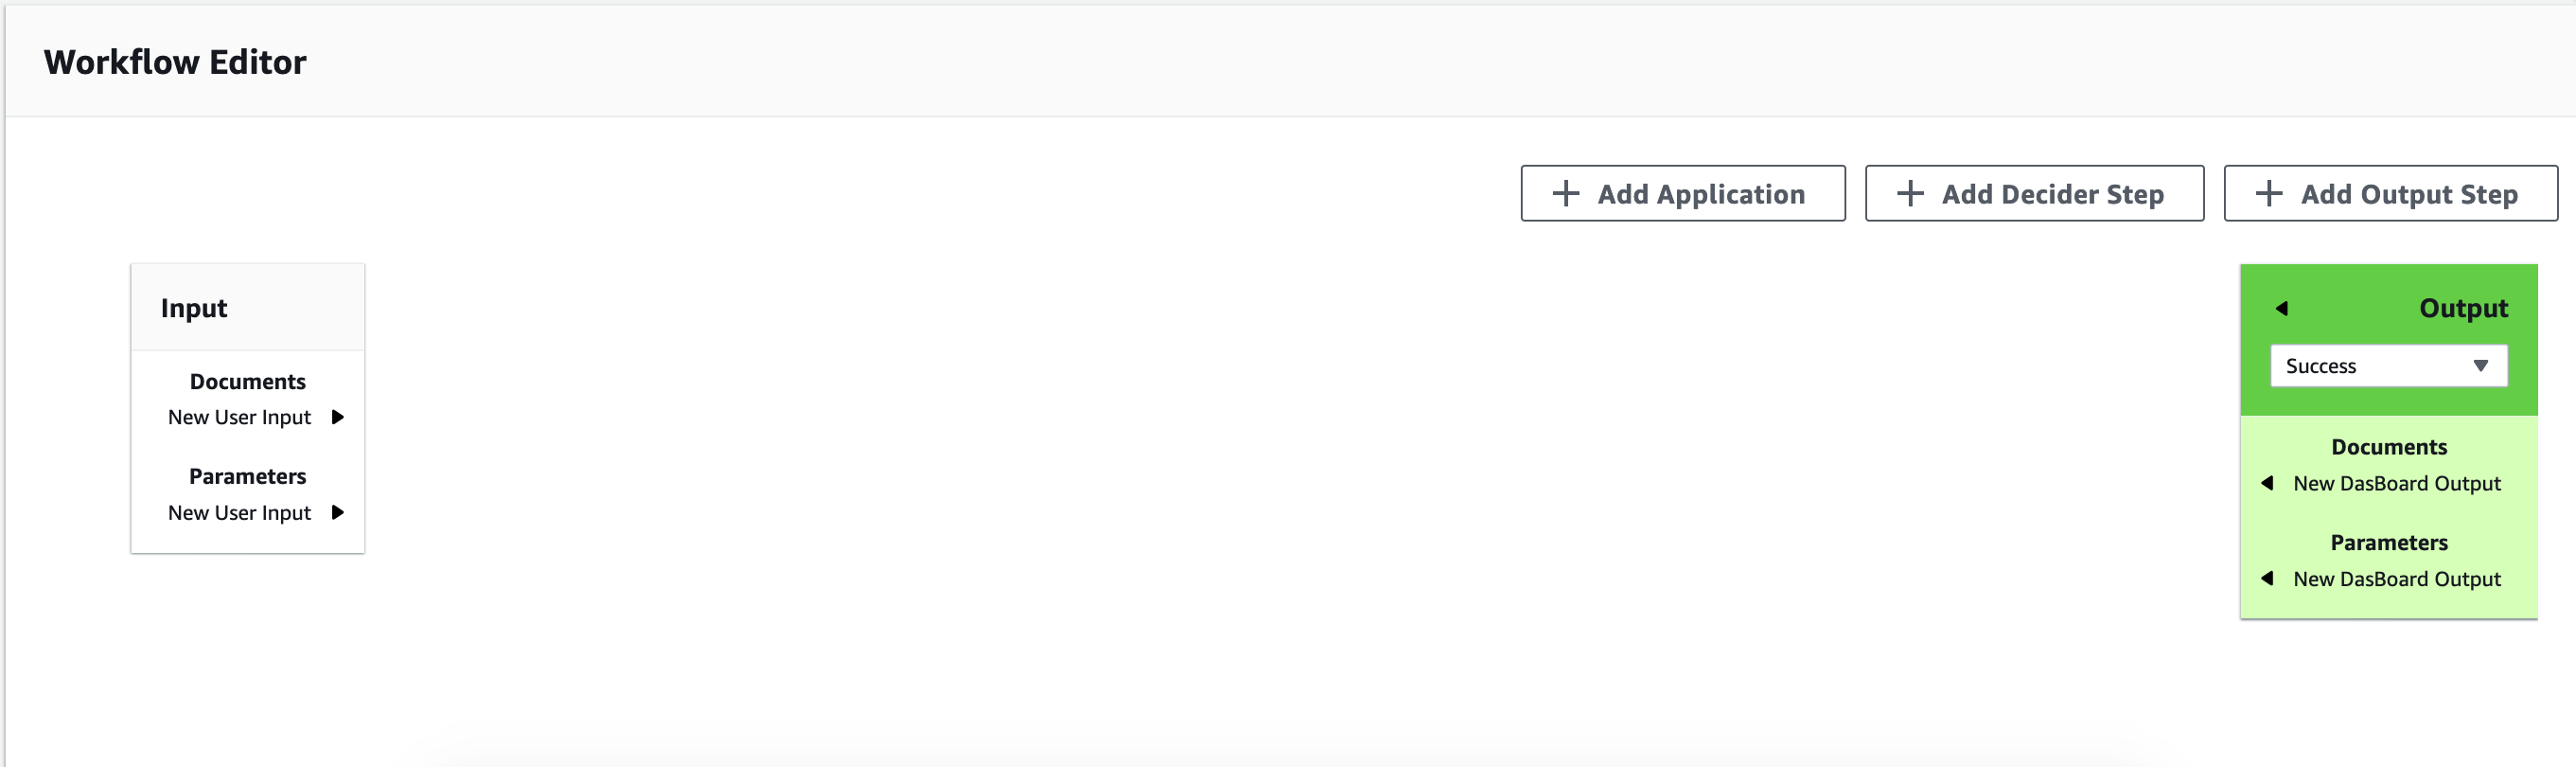 Workflow Editor
Add Application
Add Decider Step
Add Output Step
Input
Documents
New User Input
Parameters
New User Input
Output
Success
Documents
New DasBoard Output
Parameters
New DasBoard Output